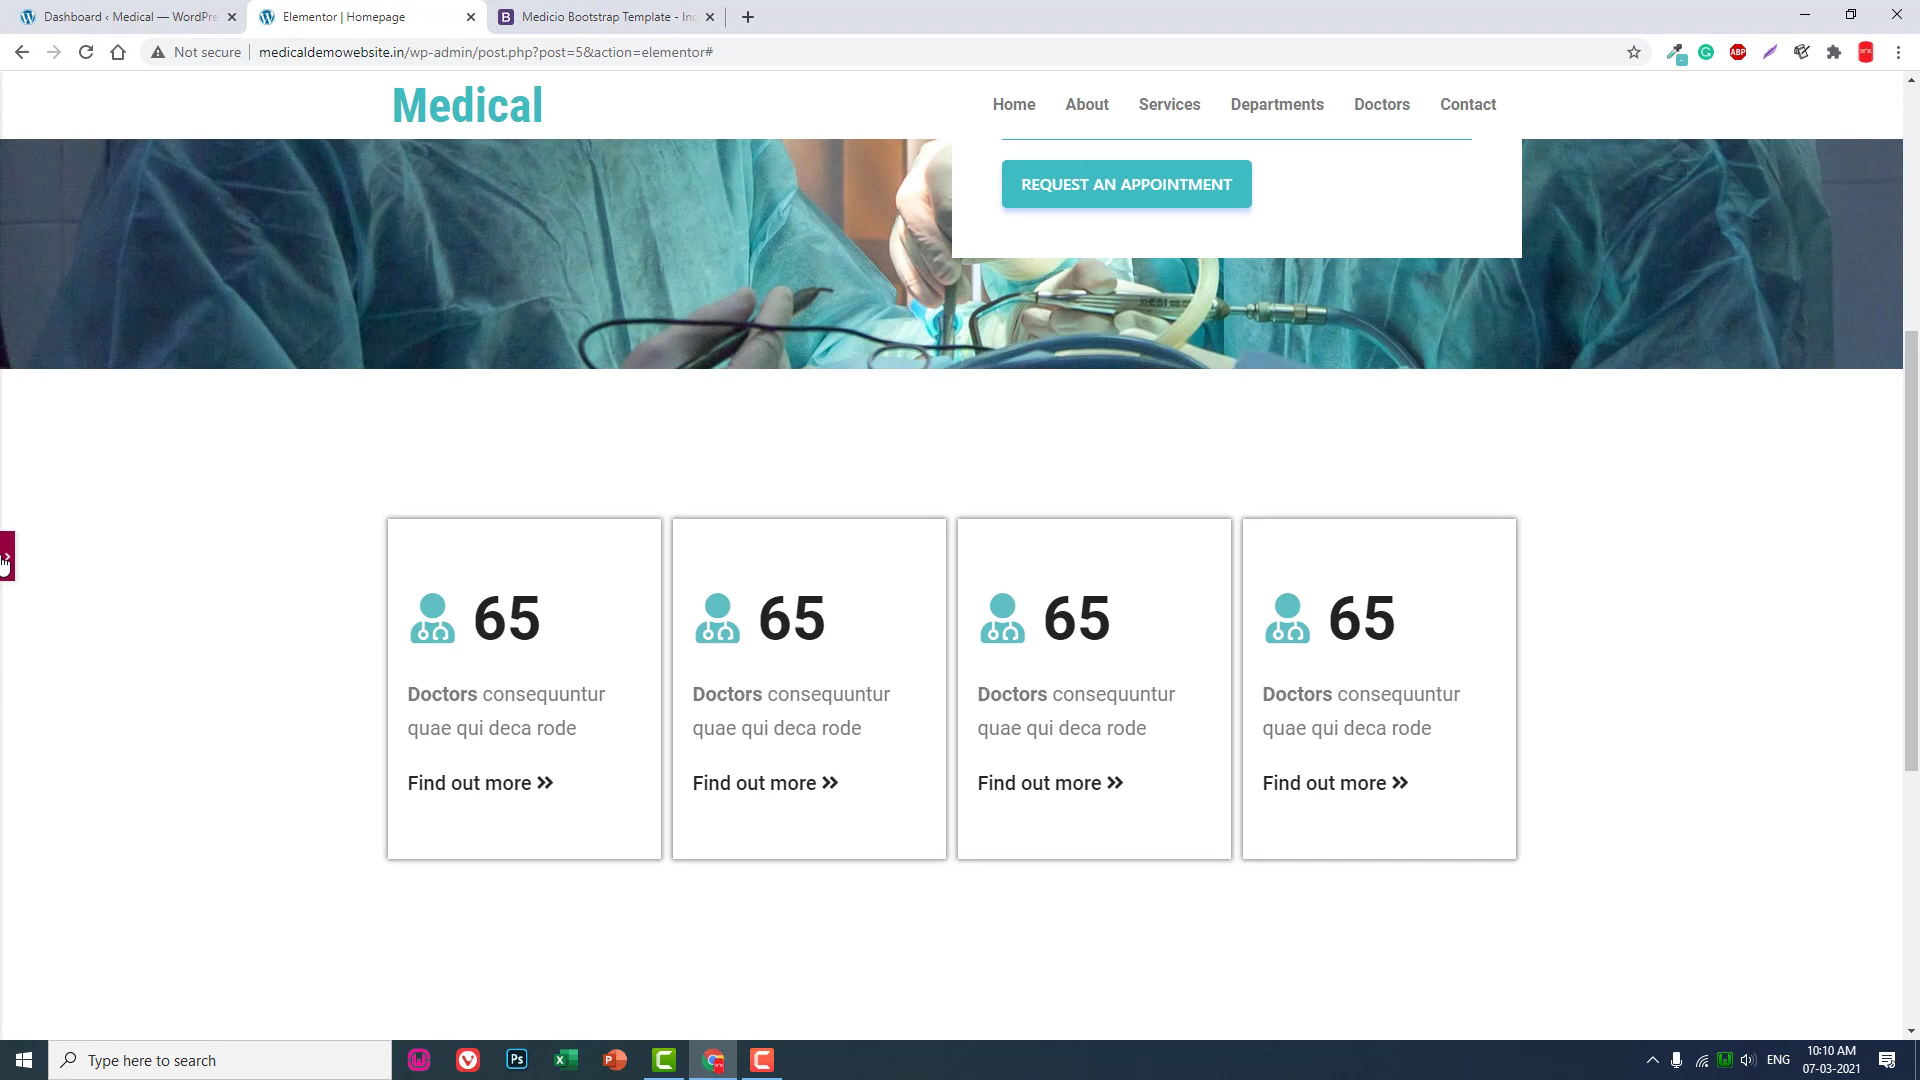 Dashboard ‹ Medical — WordPre
Elementor | Homepage
Medicio Bootstrap Template - Ind
Not secure
medicaldemowebsite.in/wp-admin/post.php?post=5&action=elementor#
ABP
Medical
Home
About
Services
Departments
Doctors
Contact
REQUEST AN APPOINTMENT
65
Doctors consequuntur
quae qui deca rode
Find out more
65
Doctors consequuntur
quae qui deca rode
Find out more
65
Doctors consequuntur
quae qui deca rode
Find out more
65
Doctors consequuntur
quae qui deca rode
Find out more
Type here to search
Ps
ENG
10:10 AM
07-03-2021